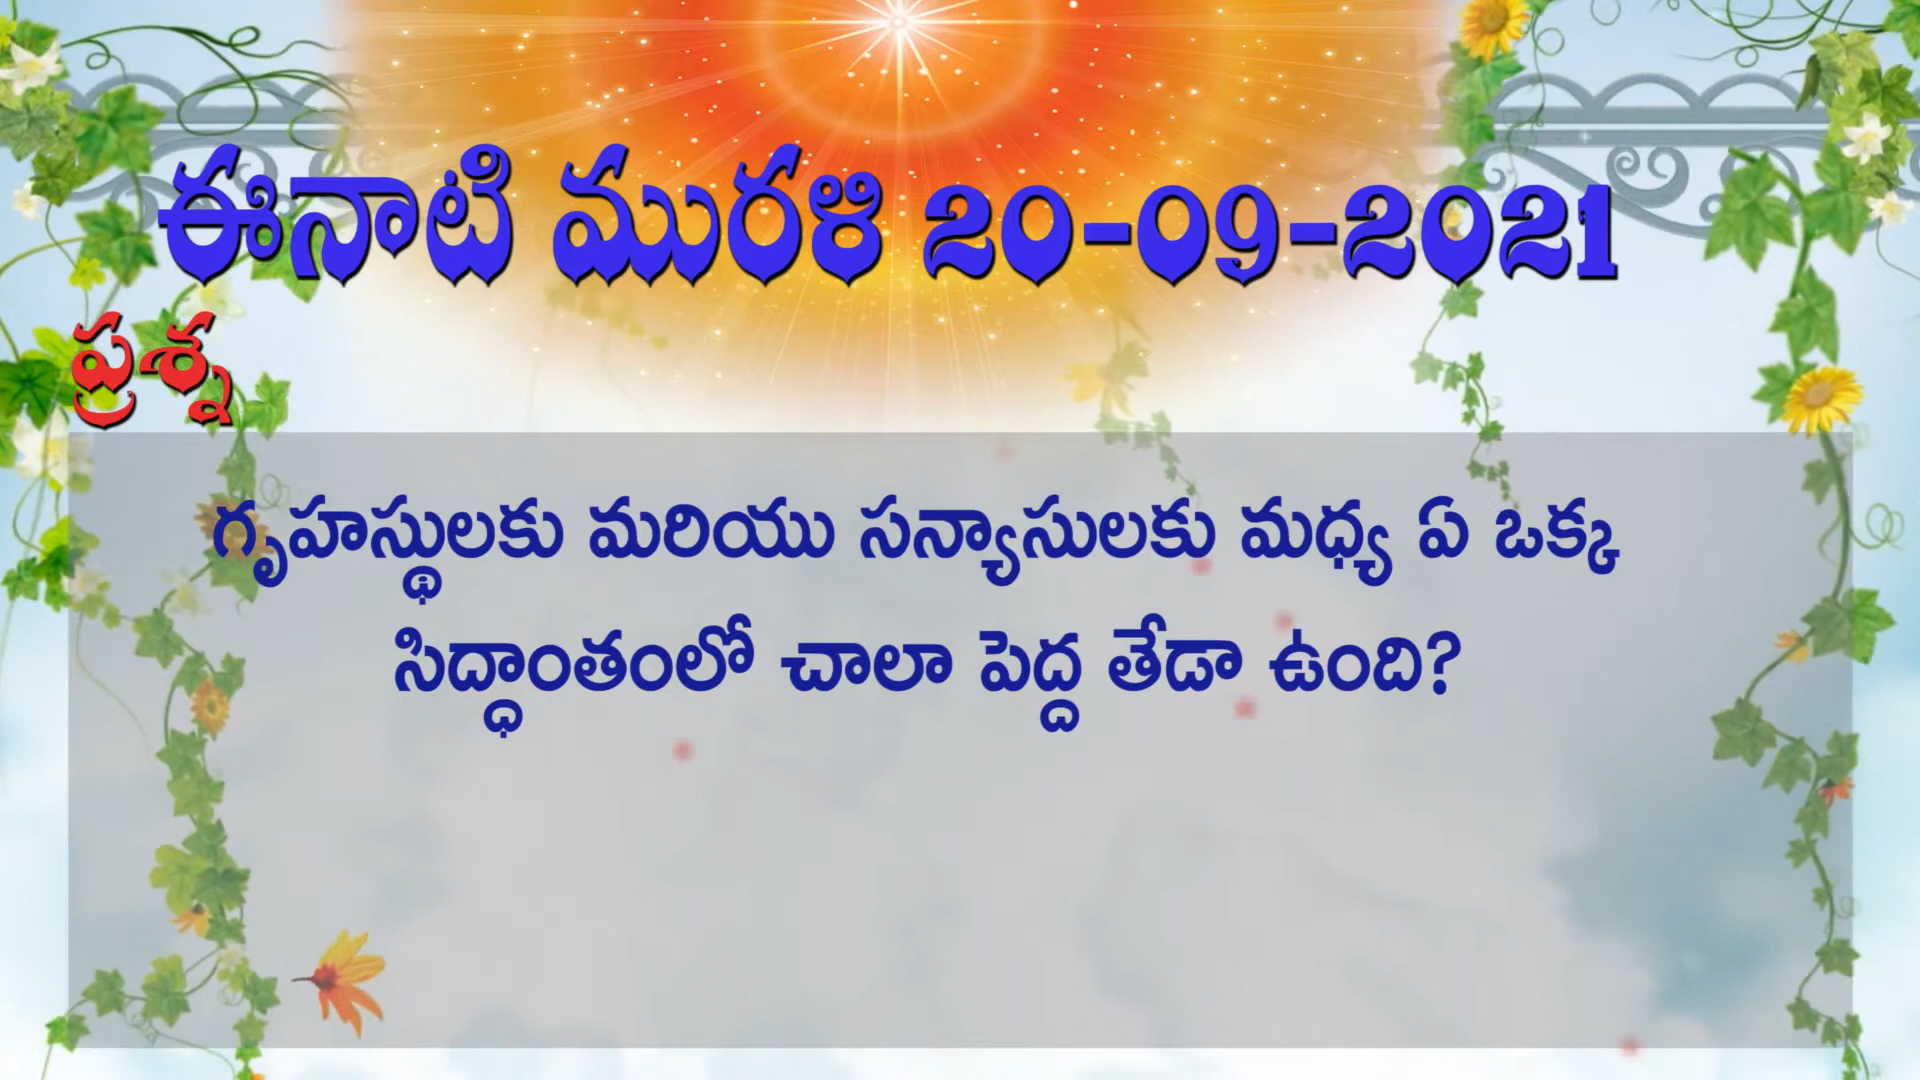 ఈనాటి మురళి 20-09-2021
ప్రశ్న
గృహస్థులకు మరియు సన్యాసులకు మధ్య ఏ ఒక్క
సిద్ధాంతంలో చాలా పెద్ద తేడా ఉంది?